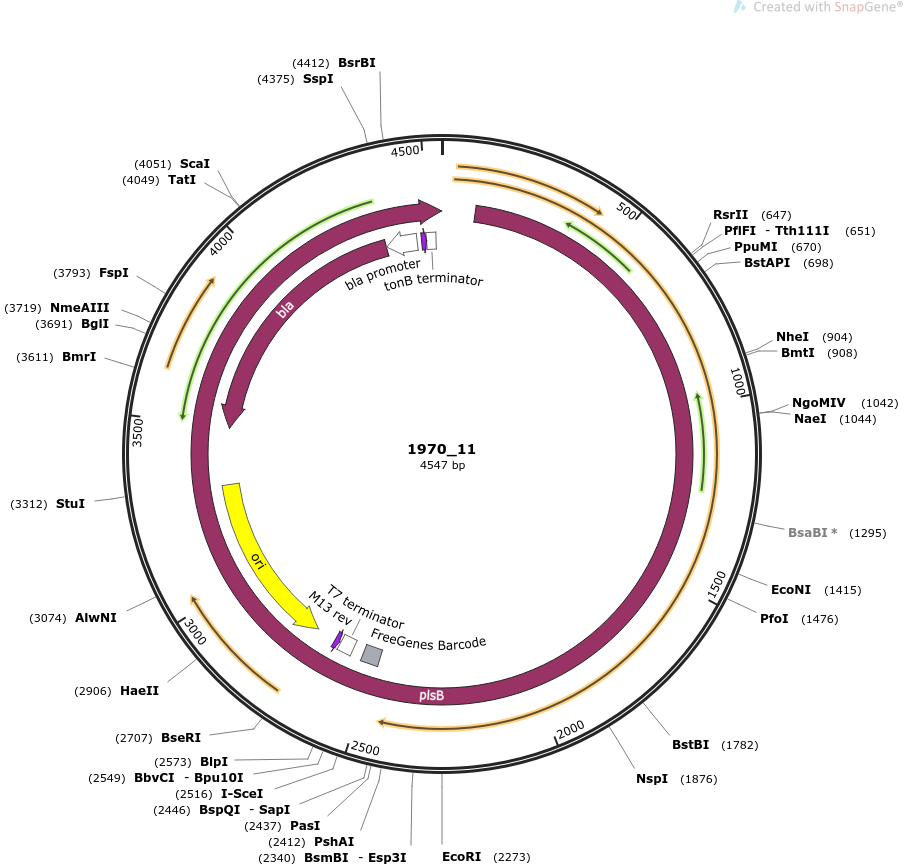 Created with SnapGene®
(4412) BsrBI
(4375) SspI
4500
(4051) ScaI
(4049) TatI
500
RsrII (647)
PflFI - Tth111I (651)
PpuMI (670)
BstAPI (698)
4000
bla promoter
tonB terminator
(3793) FspI
(3719) NmeAIII
(3691) BglI
(3611) BmrI
bla
NheI (904)
BmtI (908)
1000
NgoMIV (1042)
NaeI (1044)
3500
1970_11
4547 bp
(3312) StuI
BsaBI * (1295)
ori
EcoNI (1415)
1500
PfoI (1476)
(3074) AlwNI
3000
T7 terminator
M13 rev
FreeGenes Barcode
(2906) HaeII
plsB
(2707) BseRI
2500
2000
BstBI (1782)
(2573) BlpI
(2549) BbvCI - Bpu10I
NspI (1876)
(2516) I-SceI
(2446) BspQI - SapI
(2437) PasI
(2412) PshAI
(2340) BsmBI - Esp3I
EcoRI (2273)